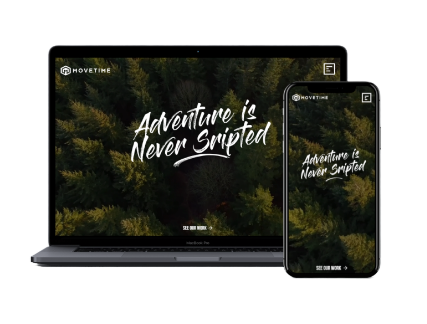 MOVETIME
Adventure is
Never Sripted
SEE OUR WORK →
MacBook Pro
MOVETIME
Adventure is
Never Sripted
SEE OUR WORK →